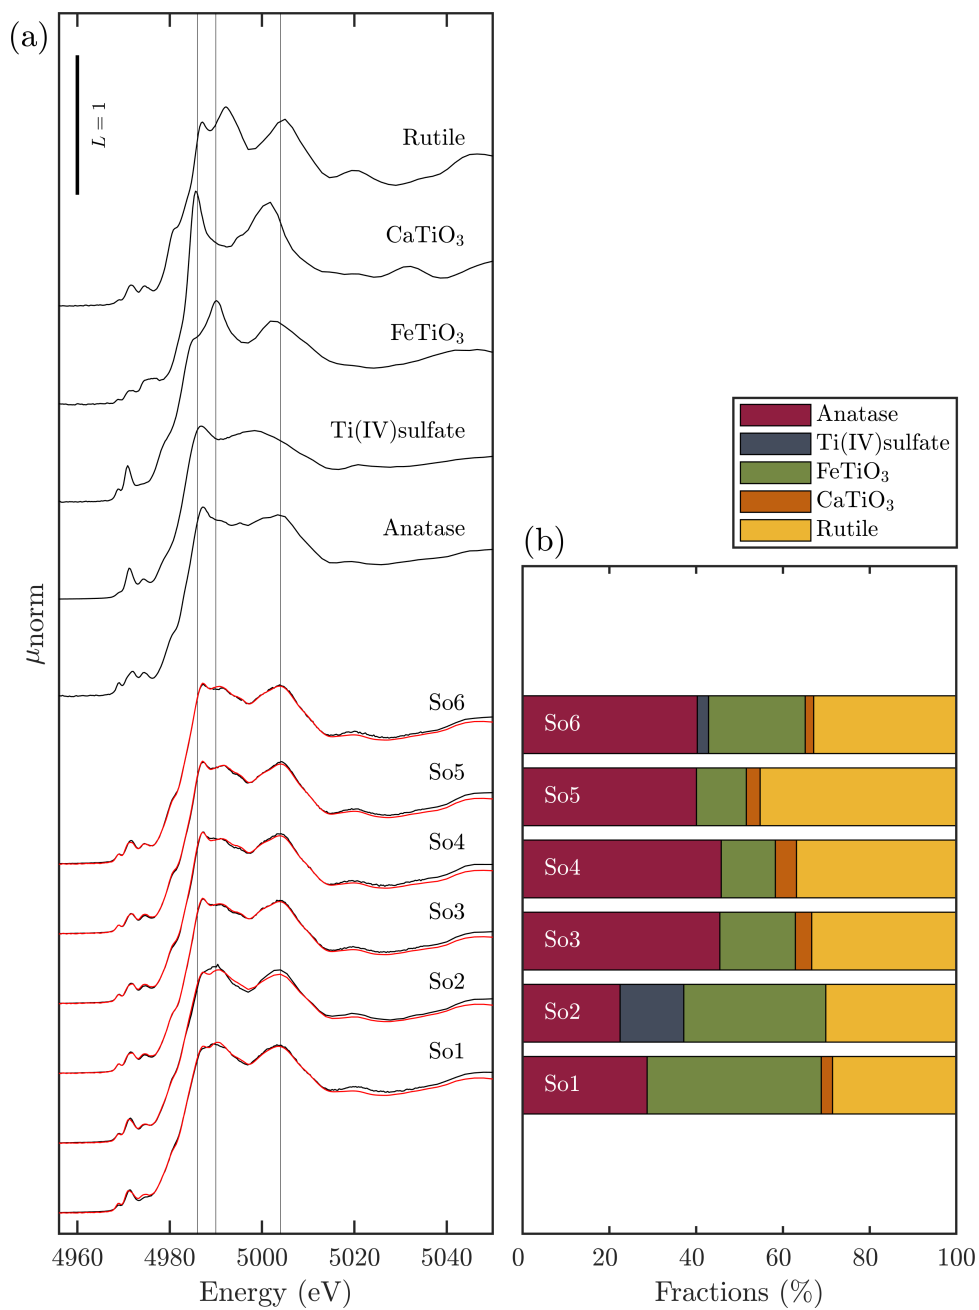 (a)
L = 1
Rutile
CaTiO₃
FeTiO₃
Ti(IV)sulfate
Anatase
So6
So5
So4
So3
So2
So1
μnorm
4960 4980 5000 5020 5040
Energy (eV)
Anatase
Ti(IV)sulfate
FeTiO₃
CaTiO₃
Rutile
(b)
So6
So5
So4
So3
So2
So1
0 20 40 60 80 100
Fractions (%)